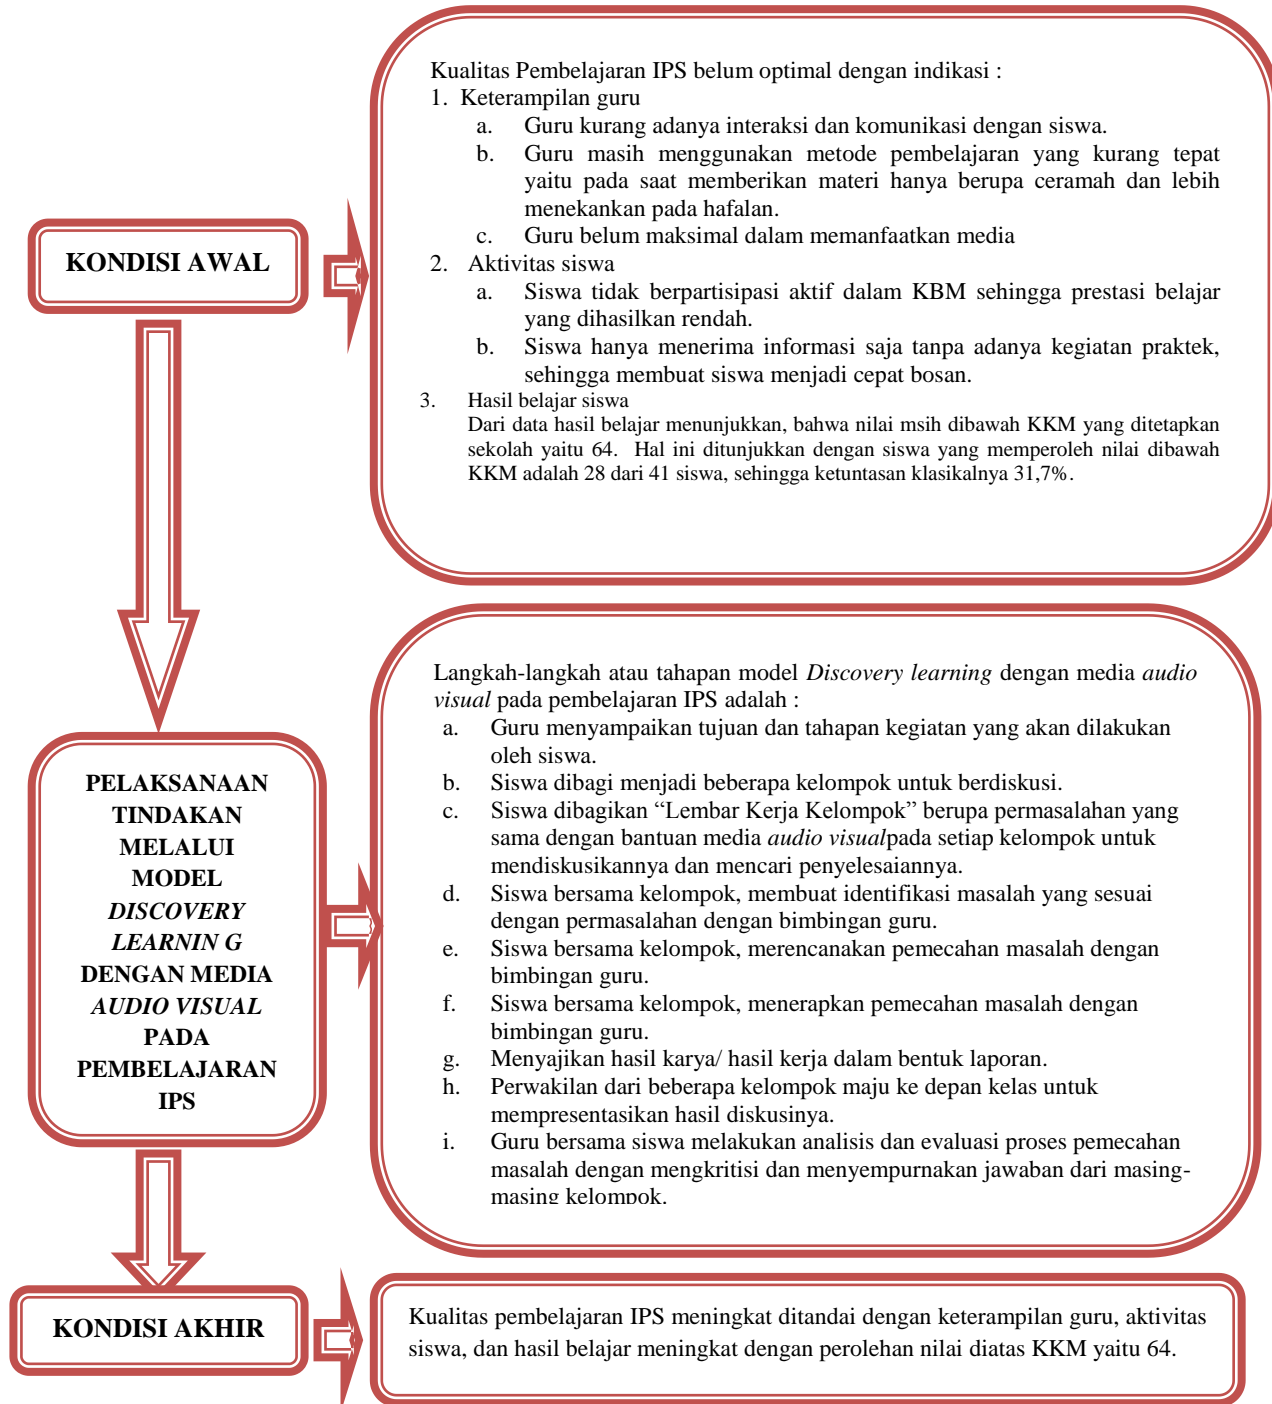 Kualitas Pembelajaran IPS belum optimal dengan indikasi :
1. Keterampilan guru
a. Guru kurang adanya interaksi dan komunikasi dengan siswa.
b. Guru masih menggunakan metode pembelajaran yang kurang tepat
yaitu pada saat memberikan materi hanya berupa ceramah dan lebih
menekankan pada hafalan.
c. Guru belum maksimal dalam memanfaatkan media
2. Aktivitas siswa
a. Siswa tidak berpartisipasi aktif dalam KBM sehingga prestasi belajar
yang dihasilkan rendah.
b. Siswa hanya menerima informasi saja tanpa adanya kegiatan praktek,
sehingga membuat siswa menjadi cepat bosan.
3. Hasil belajar siswa
Dari data hasil belajar menunjukkan, bahwa nilai msih dibawah KKM yang ditetapkan
sekolah yaitu 64. Hal ini ditunjukkan dengan siswa yang memperoleh nilai dibawah
KKM adalah 28 dari 41 siswa, sehingga ketuntasan klasikalnya 31,7%.
KONDISI AWAL
Langkah-langkah atau tahapan model Discovery learning dengan media audio
visual pada pembelajaran IPS adalah :
a. Guru menyampaikan tujuan dan tahapan kegiatan yang akan dilakukan
oleh siswa.
b. Siswa dibagi menjadi beberapa kelompok untuk berdiskusi.
c. Siswa dibagikan “Lembar Kerja Kelompok” berupa permasalahan yang
sama dengan bantuan media audio visualpada setiap kelompok untuk
mendiskusikannya dan mencari penyelesaiannya.
d. Siswa bersama kelompok, membuat identifikasi masalah yang sesuai
dengan permasalahan dengan bimbingan guru.
e. Siswa bersama kelompok, merencanakan pemecahan masalah dengan
bimbingan guru.
f. Siswa bersama kelompok, menerapkan pemecahan masalah dengan
bimbingan guru.
g. Menyajikan hasil karya/ hasil kerja dalam bentuk laporan.
h. Perwakilan dari beberapa kelompok maju ke depan kelas untuk
mempresentasikan hasil diskusinya.
i. Guru bersama siswa melakukan analisis dan evaluasi proses pemecahan
masalah dengan mengkritisi dan menyempurnakan jawaban dari masing-
masing kelompok.
PELAKSANAAN
TINDAKAN
MELALUI
MODEL
DISCOVERY
LEARNIN G
DENGAN MEDIA
AUDIO VISUAL
PADA
PEMBELAJARAN
IPS
KONDISI AKHIR
Kualitas pembelajaran IPS meningkat ditandai dengan keterampilan guru, aktivitas
siswa, dan hasil belajar meningkat dengan perolehan nilai diatas KKM yaitu 64.